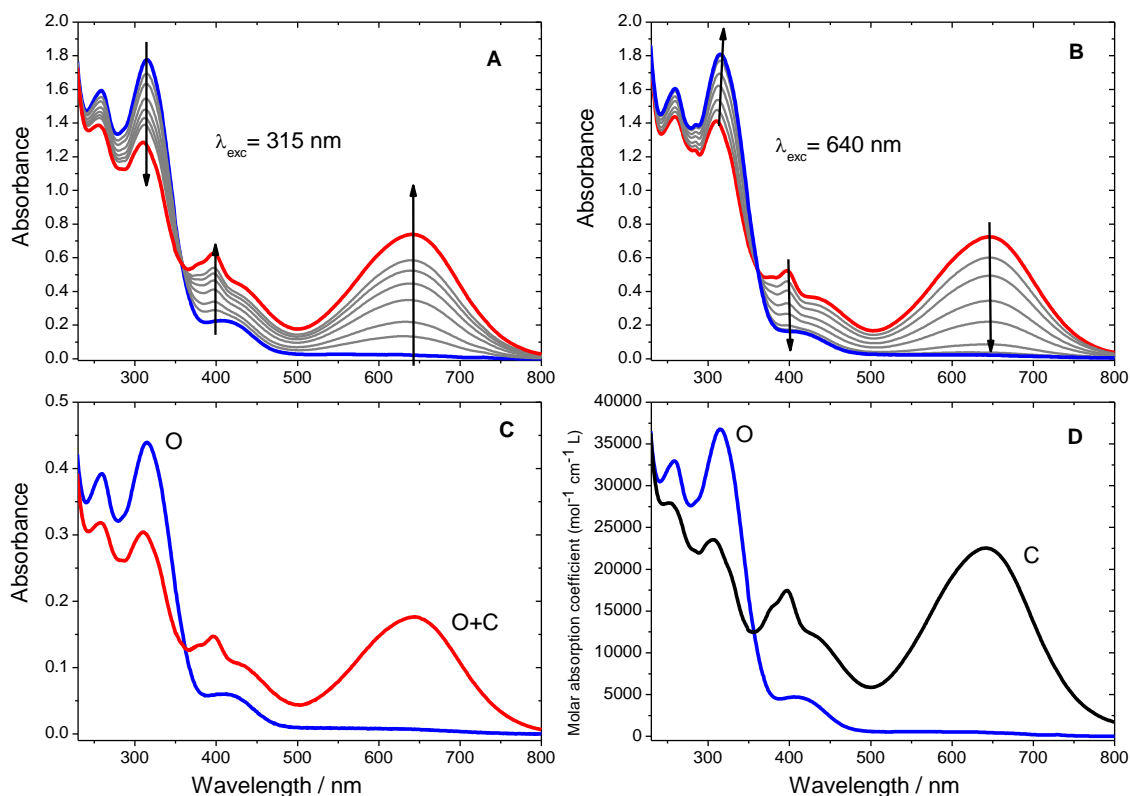 2.0
1.8
1.6
1.4
1.2
1.0
0.8
0.6
0.4
0.2
0.0
Absorbance
A
λexc= 315 nm
300 400 500 600 700 800
2.0
1.8
1.6
1.4
1.2
1.0
0.8
0.6
0.4
0.2
0.0
Absorbance
B
λexc= 640 nm
300 400 500 600 700 800
0.5
0.4
0.3
0.2
0.1
0.0
Absorbance
C
O
O+C
300 400 500 600 700 800
Wavelength / nm
40000
35000
30000
25000
20000
15000
10000
5000
0
Molar absorption coefficient (mol-1 cm-1 L)
D
O
C
300 400 500 600 700 800
Wavelength / nm